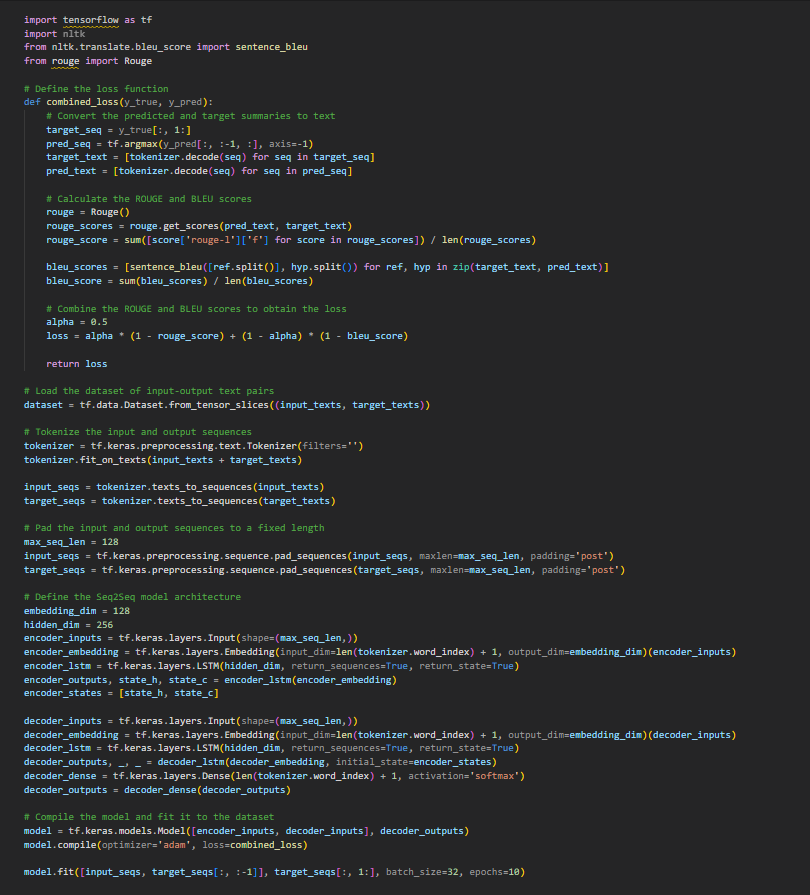 import tensorflow as tf
import nltk
from nltk.translate.bleu_score import sentence_bleu
from rouge import Rouge
# Define the loss function
def combined_loss(y_true, y_pred):
# Convert the predicted and target summaries to text
target_seq = y_true[:, 1:]
pred_seq = tf.argmax(y_pred[:, :-1, :], axis=-1)
target_text = [tokenizer.decode(seq) for seq in target_seq]
pred_text = [tokenizer.decode(seq) for seq in pred_seq]
# Calculate the ROUGE and BLEU scores
rouge = Rouge()
rouge_scores = rouge.get_scores(pred_text, target_text)
rouge_score = sum([score['rouge-l']['f'] for score in rouge_scores]) / len(rouge_scores)
bleu_scores = [sentence_bleu([ref.split()], hyp.split()) for ref, hyp in zip(target_text, pred_text)]
bleu_score = sum(bleu_scores) / len(bleu_scores)
# Combine the ROUGE and BLEU scores to obtain the loss
alpha = 0.5
loss = alpha * (1 - rouge_score) + (1 - alpha) * (1 - bleu_score)
return loss
# Load the dataset of input-output text pairs
dataset = tf.data.Dataset.from_tensor_slices((input_texts, target_texts))
# Tokenize the input and output sequences
tokenizer = tf.keras.preprocessing.text.Tokenizer(filters='')
tokenizer.fit_on_texts(input_texts + target_texts)
input_seqs = tokenizer.texts_to_sequences(input_texts)
target_seqs = tokenizer.texts_to_sequences(target_texts)
# Pad the input and output sequences to a fixed length
max_seq_len = 128
input_seqs = tf.keras.preprocessing.sequence.pad_sequences(input_seqs, maxlen=max_seq_len, padding='post')
target_seqs = tf.keras.preprocessing.sequence.pad_sequences(target_seqs, maxlen=max_seq_len, padding='post')
# Define the Seq2Seq model architecture
embedding_dim = 128
hidden_dim = 256
encoder_inputs = tf.keras.layers.Input(shape=(max_seq_len,))
encoder_embedding = tf.keras.layers.Embedding(input_dim=len(tokenizer.word_index) + 1, output_dim=embedding_dim)(encoder_inputs)
encoder_lstm = tf.keras.layers.LSTM(hidden_dim, return_sequences=True, return_state=True)
encoder_outputs, state_h, state_c = encoder_lstm(encoder_embedding)
encoder_states = [state_h, state_c]
decoder_inputs = tf.keras.layers.Input(shape=(max_seq_len,))
decoder_embedding = tf.keras.layers.Embedding(input_dim=len(tokenizer.word_index) + 1, output_dim=embedding_dim)(decoder_inputs)
decoder_lstm = tf.keras.layers.LSTM(hidden_dim, return_sequences=True, return_state=True)
decoder_outputs, _, _ = decoder_lstm(decoder_embedding, initial_state=encoder_states)
decoder_dense = tf.keras.layers.Dense(len(tokenizer.word_index) + 1, activation='softmax')
decoder_outputs = decoder_dense(decoder_outputs)
# Compile the model and fit it to the dataset
model = tf.keras.models.Model([encoder_inputs, decoder_inputs], decoder_outputs)
model.compile(optimizer='adam', loss=combined_loss)
model.fit([input_seqs, target_seqs[:, :-1]], target_seqs[:, 1:], batch_size=32, epochs=10)